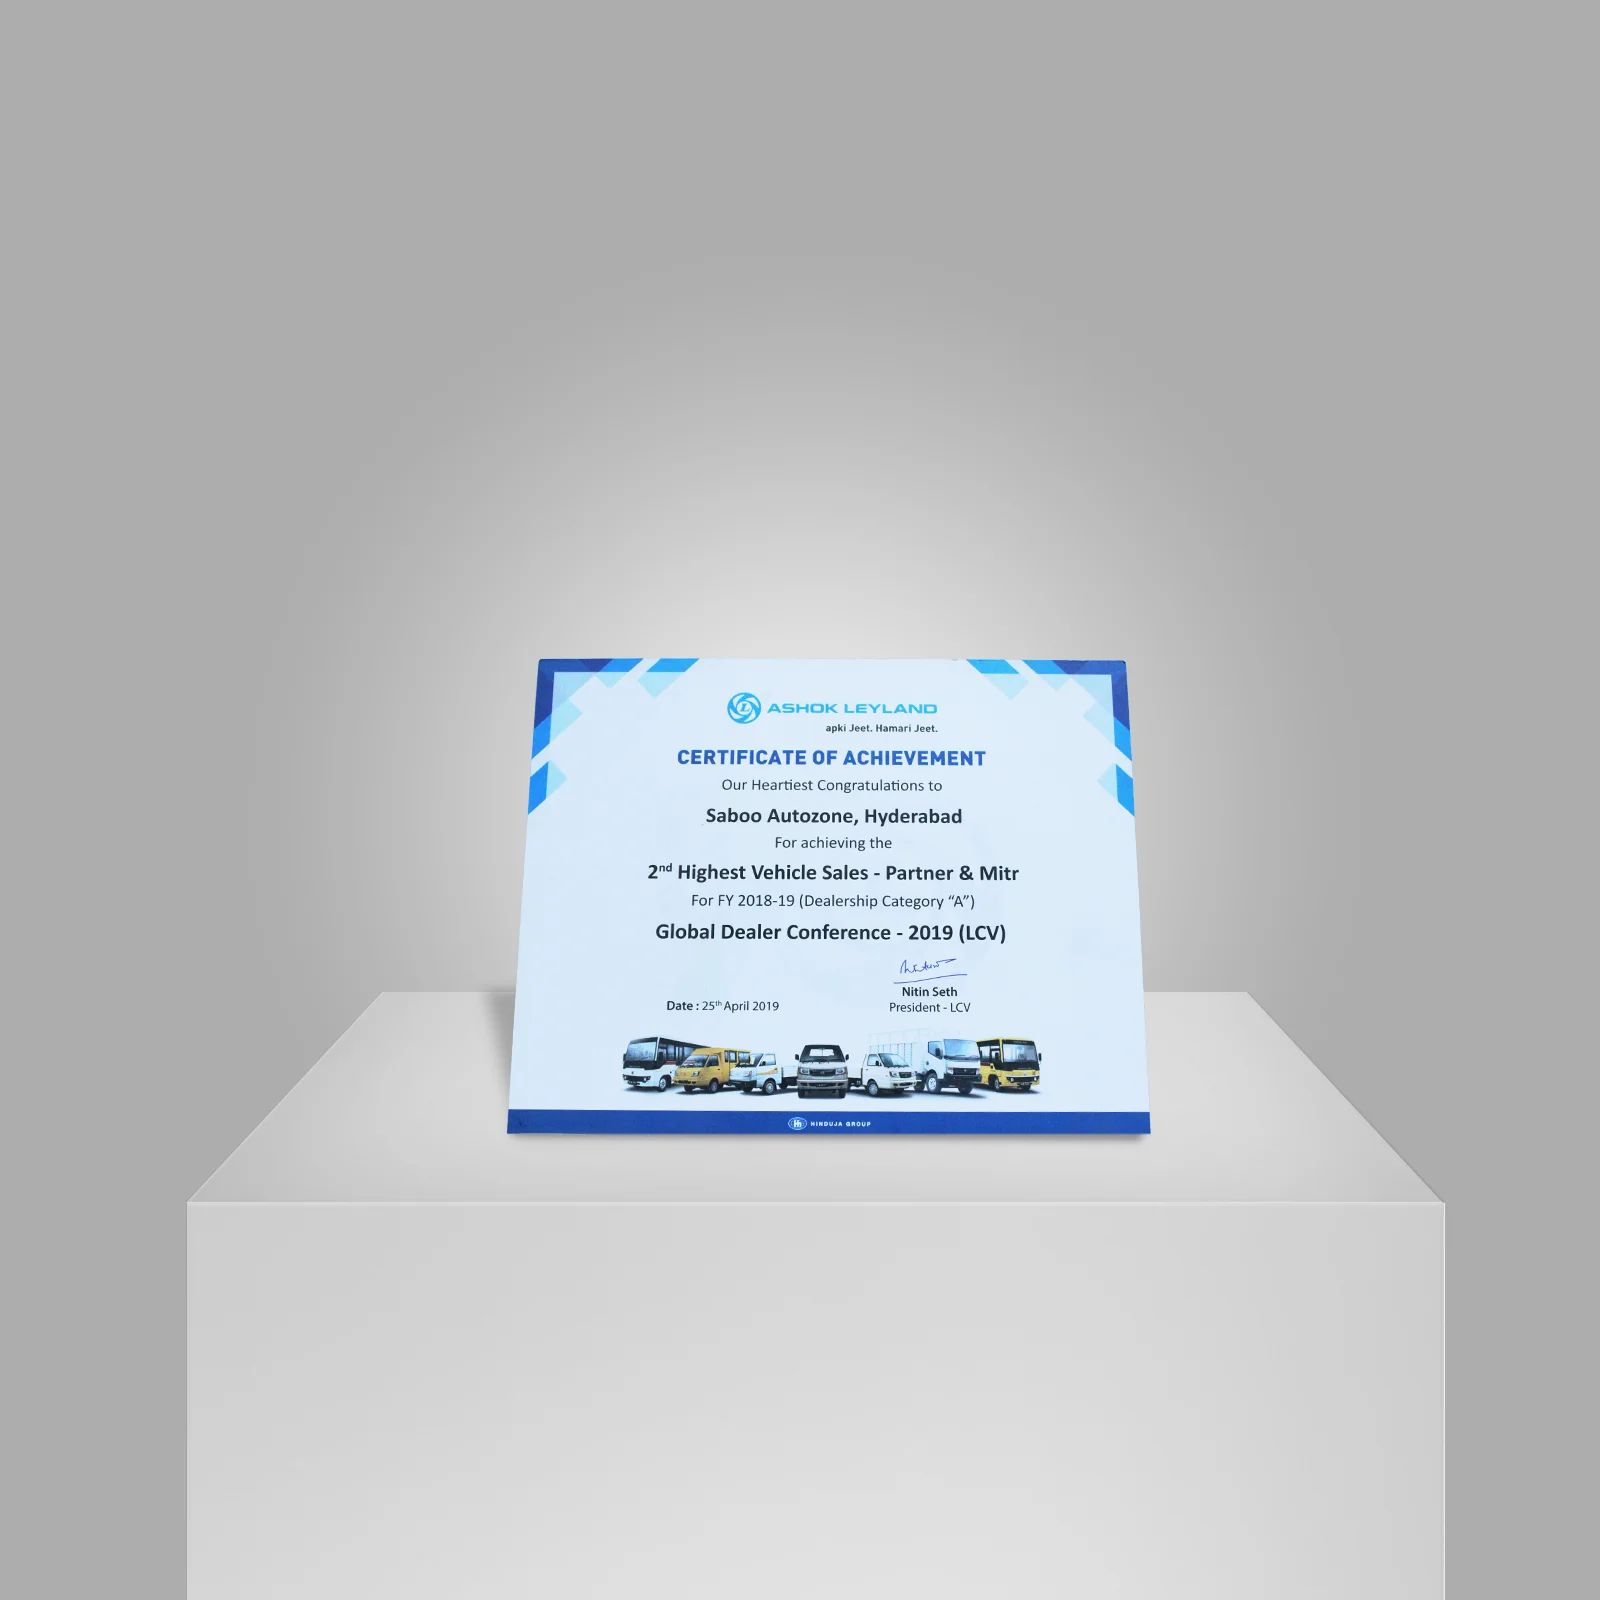 ASHOK LEYLAND
apki Jeet. Hamari Jeet.
CERTIFICATE OF ACHIEVEMENT
Our Heartiest Congratulations to
Saboo Autozone, Hyderabad
For achieving the
2nd Highest Vehicle Sales - Partner & Mitr
For FY 2018-19 (Dealership Category “A”)
Global Dealer Conference - 2019 (LCV)
Nitin Seth
President - LCV
Date : 25th April 2019
HINDUJA GROUP